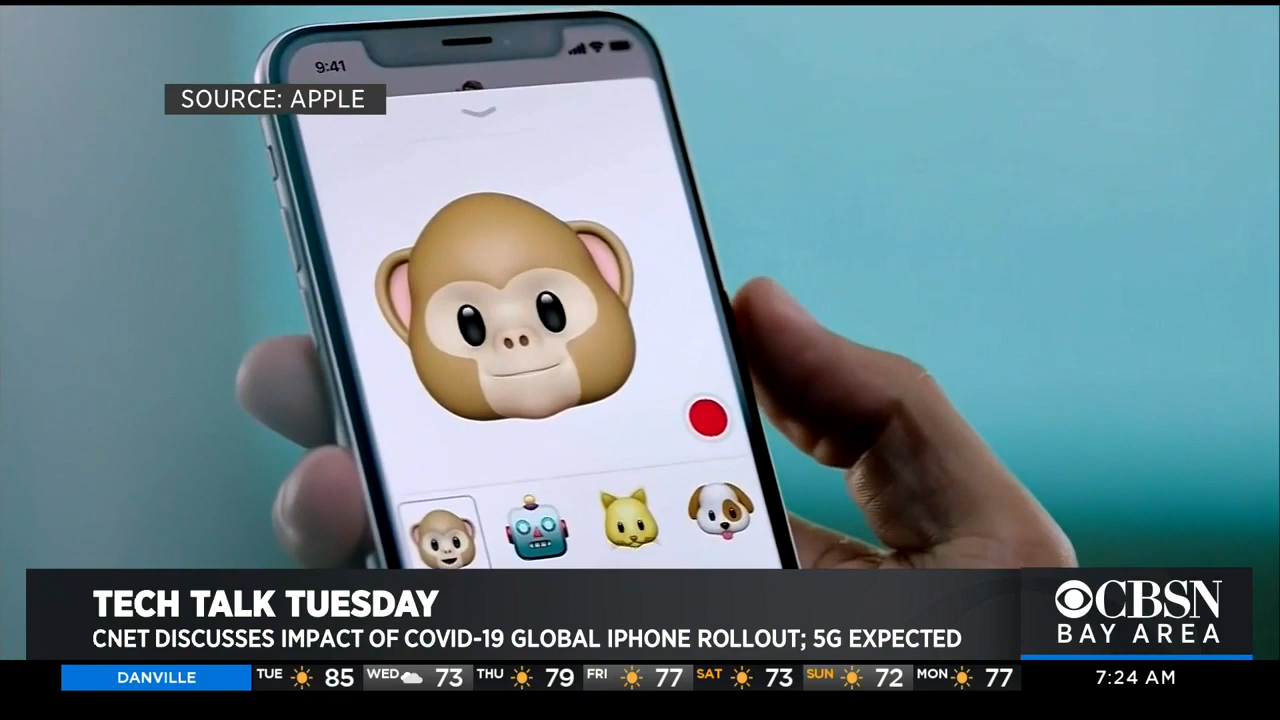 9:41
SOURCE: APPLE
TECH TALK TUESDAY
CNET DISCUSSES IMPACT OF COVID-19 GLOBAL IPHONE ROLLOUT; 5G EXPECTED
CBSN
BAY AREA
DANVILLE TUE 85 WED 73 THU 79 FRI 77 SAT 73 SUN 72 MON 77 7:24 AM